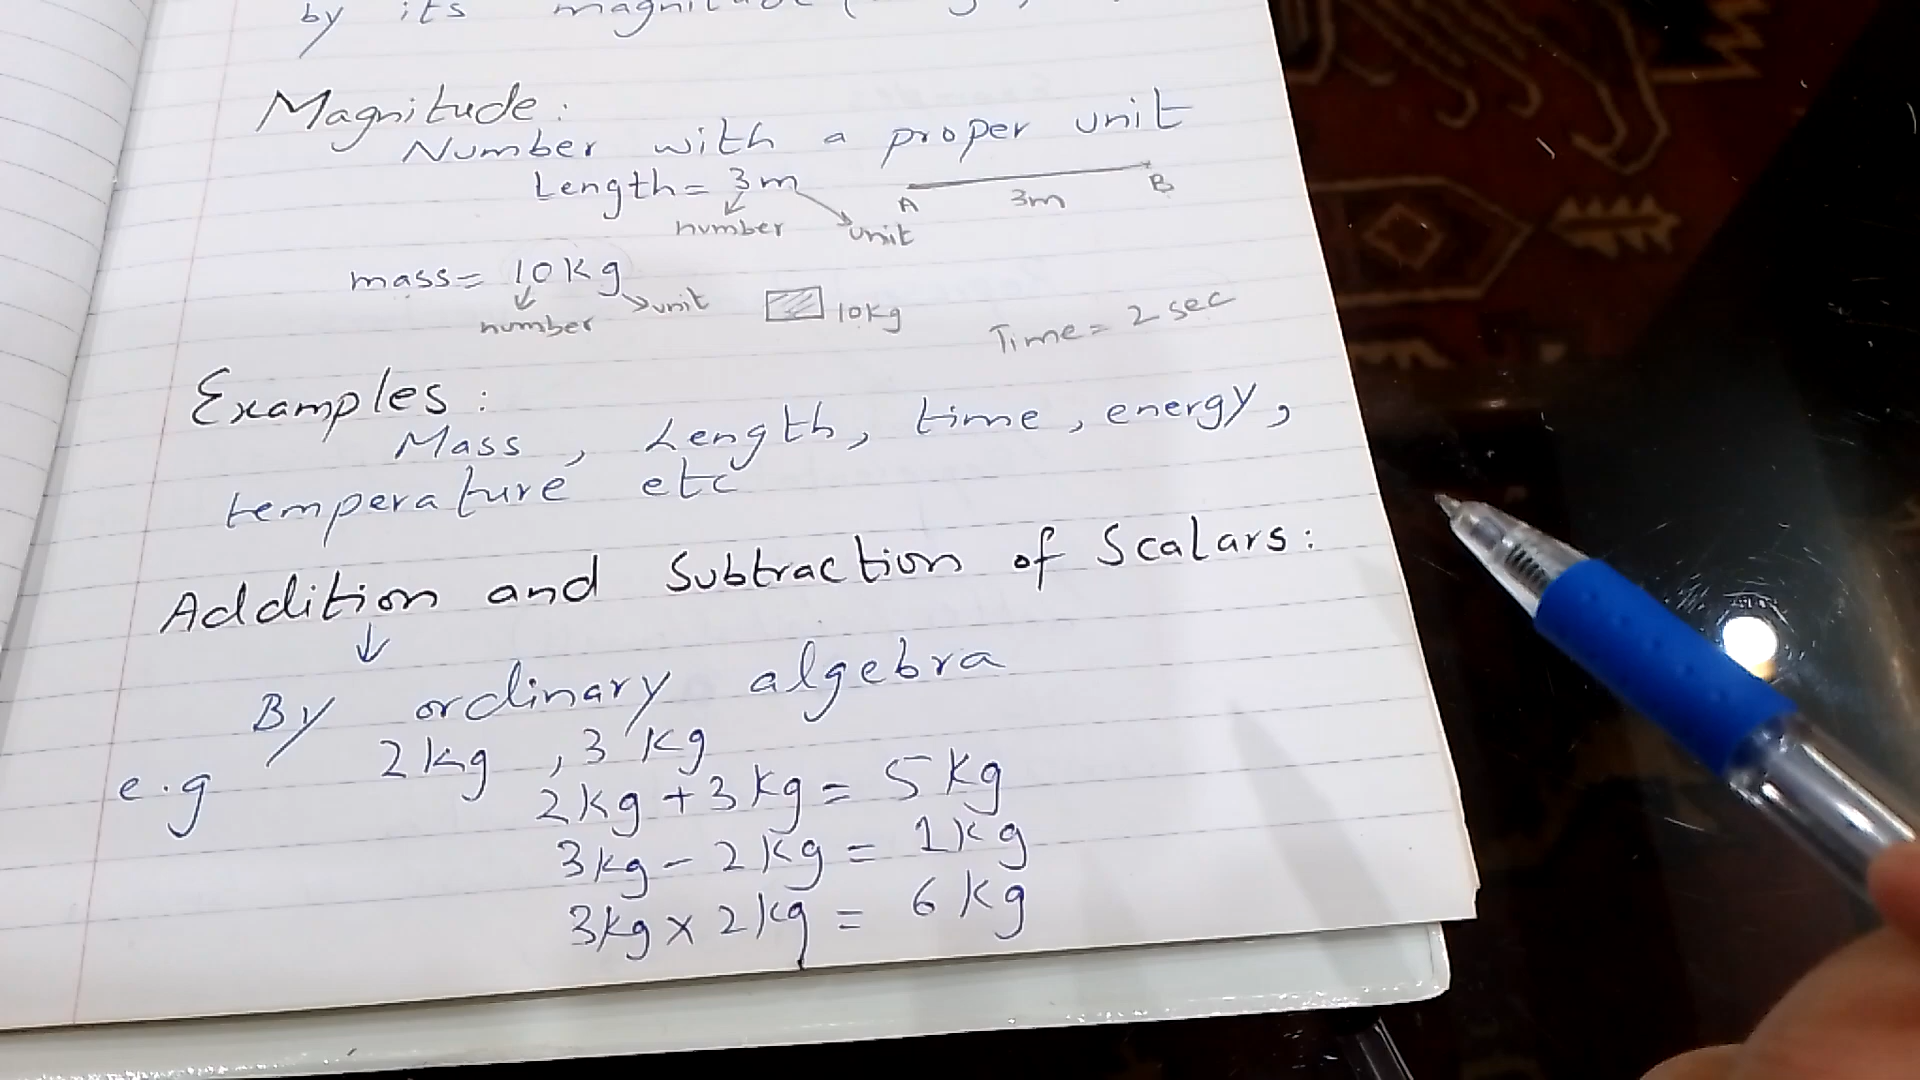 by its magnitude (
Magnitude:
Number with a proper unit
Length = 3m
number unit
A 3m B
mass = 10kg
number unit
10kg
Time = 2 sec
Examples:
Mass, Length, time, energy,
temperature etc
Addition and Subtraction of Scalars:
↓
By ordinary algebra
e.g 2kg, 3kg
2kg + 3kg = 5kg
3kg - 2kg = 1kg
3kg x 2kg = 6kg